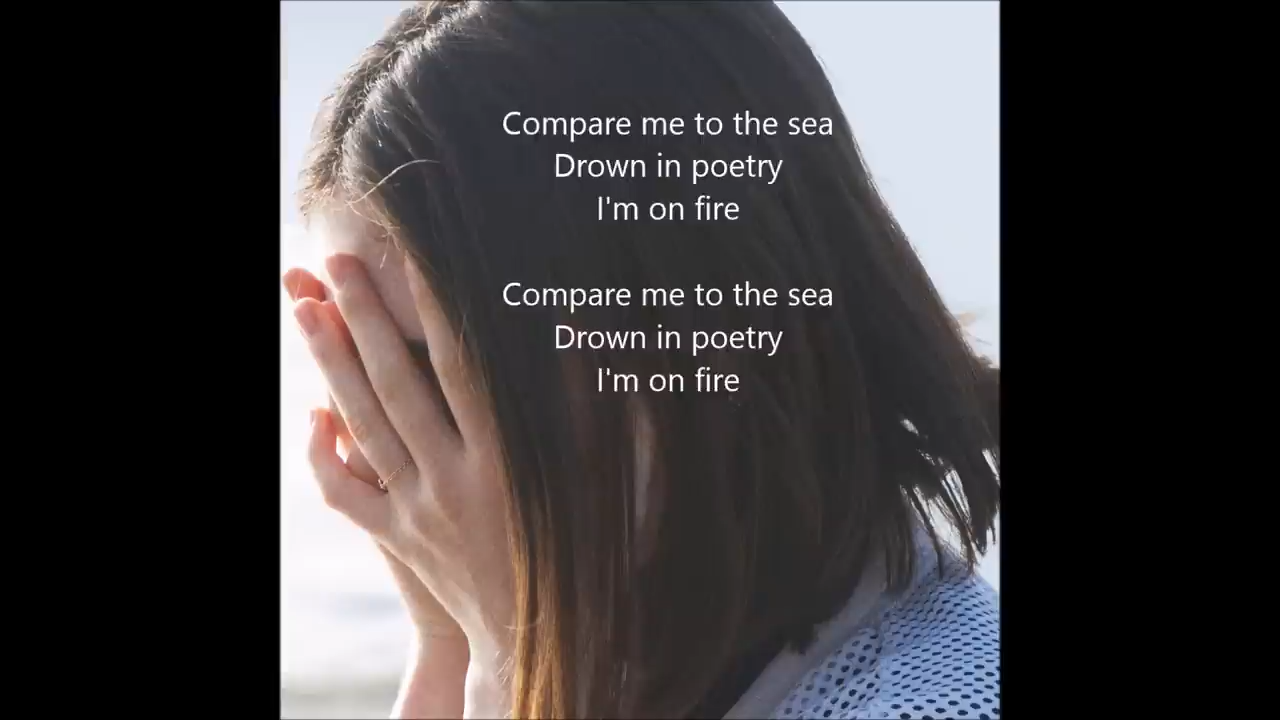 Compare me to the sea
Drown in poetry
I'm on fire
Compare me to the sea
Drown in poetry
I'm on fire